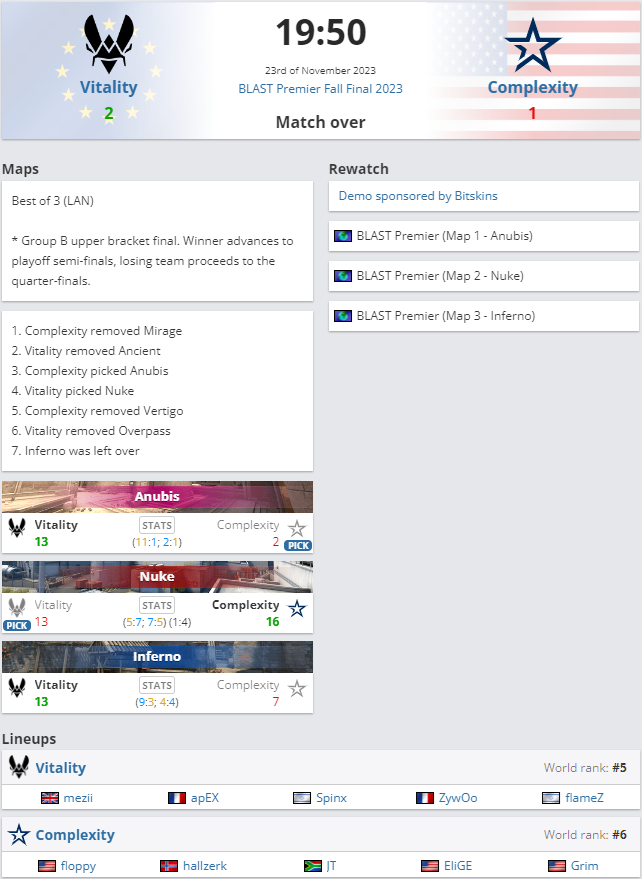 19:50
23rd of November 2023
BLAST Premier Fall Final 2023
Match over
Vitality
2
Complexity
1
Maps
Best of 3 (LAN)
* Group B upper bracket final. Winner advances to
playoff semi-finals, losing team proceeds to the
quarter-finals.
1. Complexity removed Mirage
2. Vitality removed Ancient
3. Complexity picked Anubis
4. Vitality picked Nuke
5. Complexity removed Vertigo
6. Vitality removed Overpass
7. Inferno was left over
Anubis
Vitality STATS Complexity
13 (11:1; 2:1) 2 PICK
Nuke
Vitality STATS Complexity
PICK 13 (5:7; 7:5) (1:4) 16
Inferno
Vitality STATS Complexity
13 (9:3; 4:4) 7
Rewatch
Demo sponsored by Bitskins
BLAST Premier (Map 1 - Anubis)
BLAST Premier (Map 2 - Nuke)
BLAST Premier (Map 3 - Inferno)
Lineups
Vitality World rank: #5
mezii apEX Spinx ZywOo flameZ
Complexity World rank: #6
floppy hallzerk JT EliGE Grim